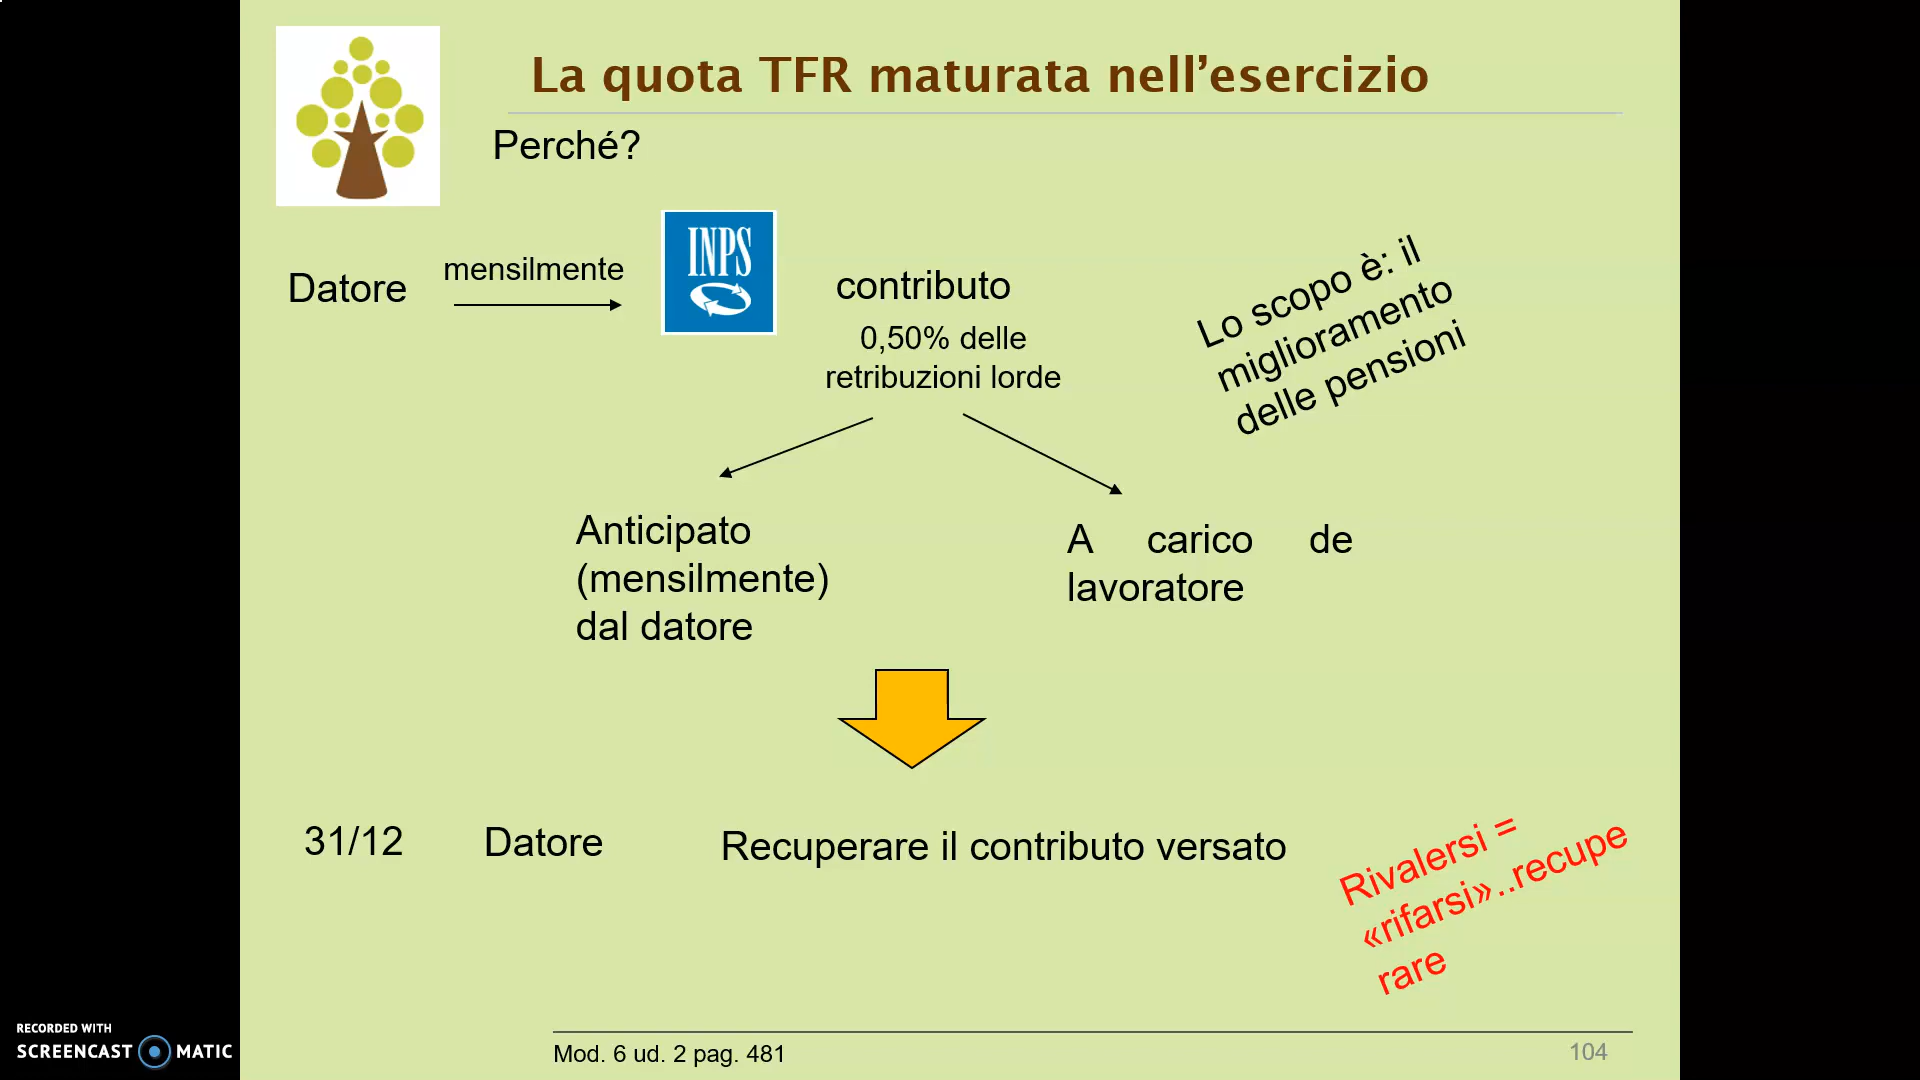 La quota TFR maturata nell’esercizio
Perché?
Datore
mensilmente
INPS
contributo
0,50% delle
retribuzioni lorde
Lo scopo è: il
miglioramento
delle pensioni
Anticipato
(mensilmente)
dal datore
A carico de
lavoratore
31/12
Datore
Recuperare il contributo versato
Rivalersi =
«rifarsi»..recupe
rare
RECORDED WITH
SCREENCAST MATIC
Mod. 6 ud. 2 pag. 481
104